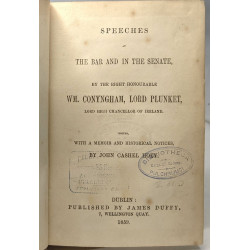 SPEECHES
AT
THE BAR AND IN THE SENATE,
BY THE RIGHT HONOURABLE
WM. CONYNGHAM, LORD PLUNKET,
LORD HIGH CHANCELLOR OF IRELAND.
EDITED,
WITH A MEMOIR AND HISTORICAL NOTICES,
BY JOHN CASHEL HOEY.
DUBLIN:
PUBLISHED BY JAMES DUFFY,
7, WELLINGTON QUAY.